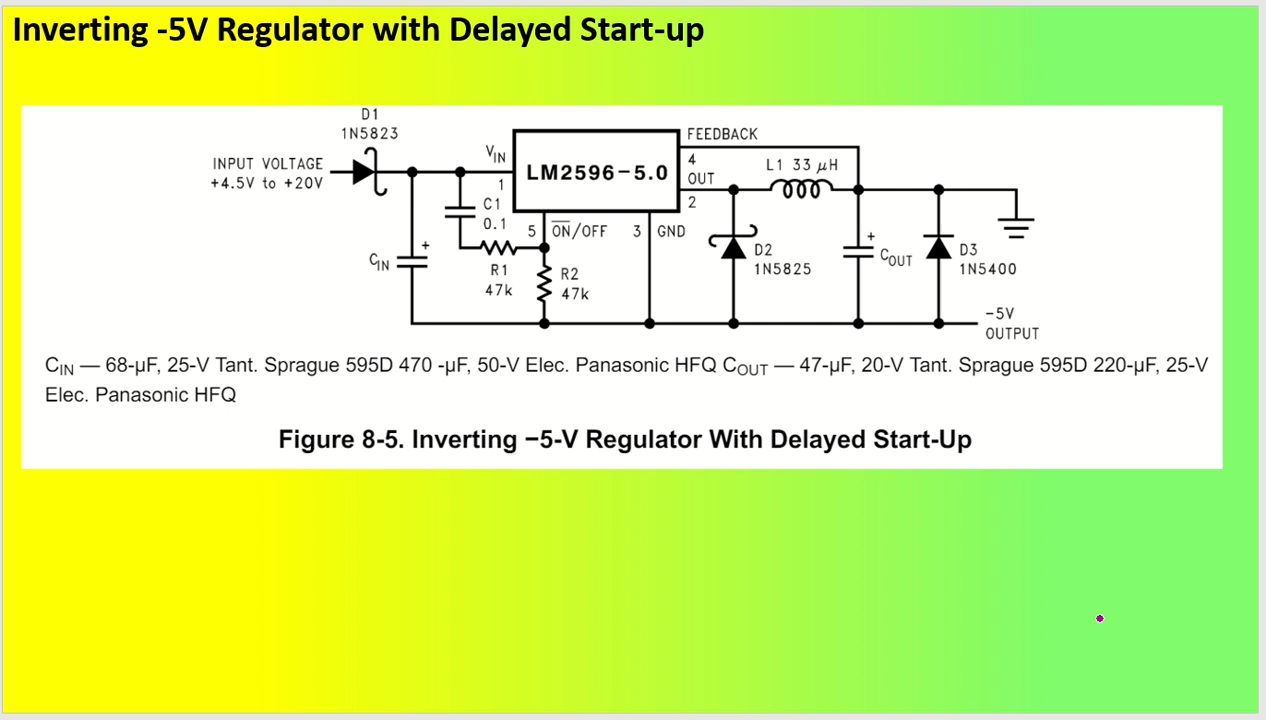 Inverting -5V Regulator with Delayed Start-up
D1
1N5823
INPUT VOLTAGE
+4.5V to +20V
VIN
1
LM2596-5.0
FEEDBACK
4
OUT
2
L1 33 µH
C1
0.1
5
ON/OFF
3
GND
+
CIN
R1
47k
R2
47k
D2
1N5825
+
COUT
D3
1N5400
-5V
OUTPUT
CIN — 68-μF, 25-V Tant. Sprague 595D 470 -μF, 50-V Elec. Panasonic HFQ COUT — 47-μF, 20-V Tant. Sprague 595D 220-μF, 25-V
Elec. Panasonic HFQ
Figure 8-5. Inverting −5-V Regulator With Delayed Start-Up